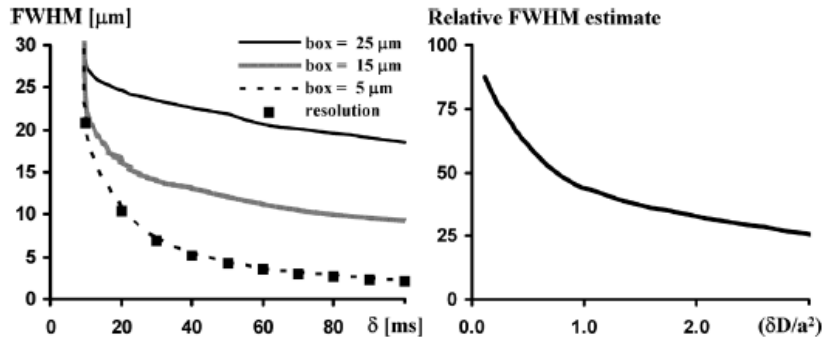 FWHM [μm]
30
25
20
15
10
5
0
0
20
40
60
80
δ [ms]
box = 25 μm
box = 15 μm
box = 5 μm
resolution
Relative FWHM estimate
100
75
50
25
0
0.0
1.0
2.0
(δD/a²)